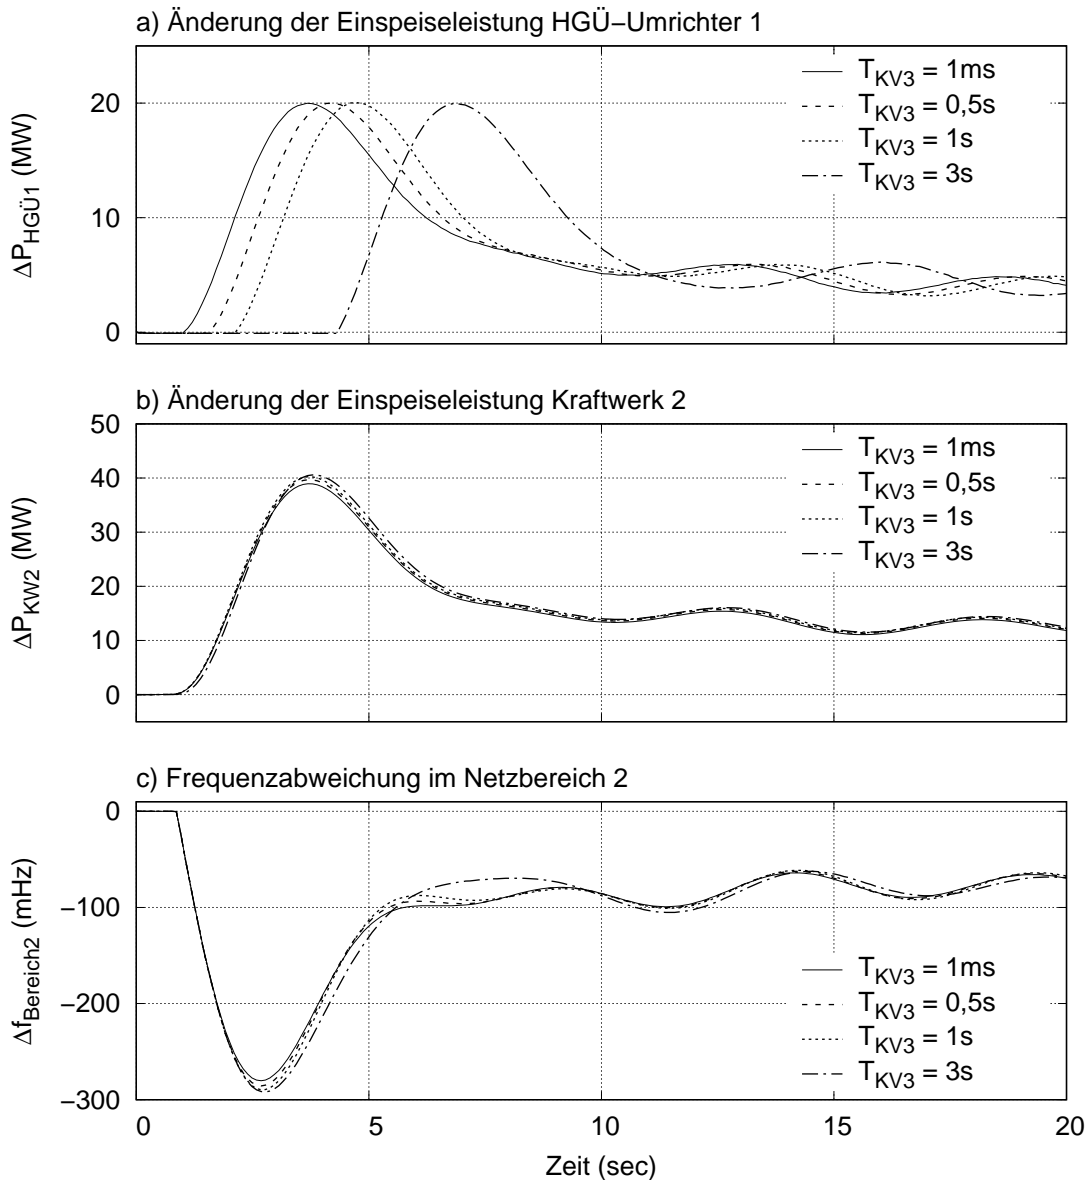 a) Änderung der Einspeiseleistung HGÜ−Umrichter 1
ΔP_HGÜ1 (MW)
20
10
0
T_KV3 = 1ms
T_KV3 = 0,5s
T_KV3 = 1s
T_KV3 = 3s
b) Änderung der Einspeiseleistung Kraftwerk 2
ΔP_KW2 (MW)
50
40
30
20
10
0
T_KV3 = 1ms
T_KV3 = 0,5s
T_KV3 = 1s
T_KV3 = 3s
c) Frequenzabweichung im Netzbereich 2
Δf_Bereich2 (mHz)
0
−100
−200
−300
T_KV3 = 1ms
T_KV3 = 0,5s
T_KV3 = 1s
T_KV3 = 3s
0 5 10 15 20
Zeit (sec)